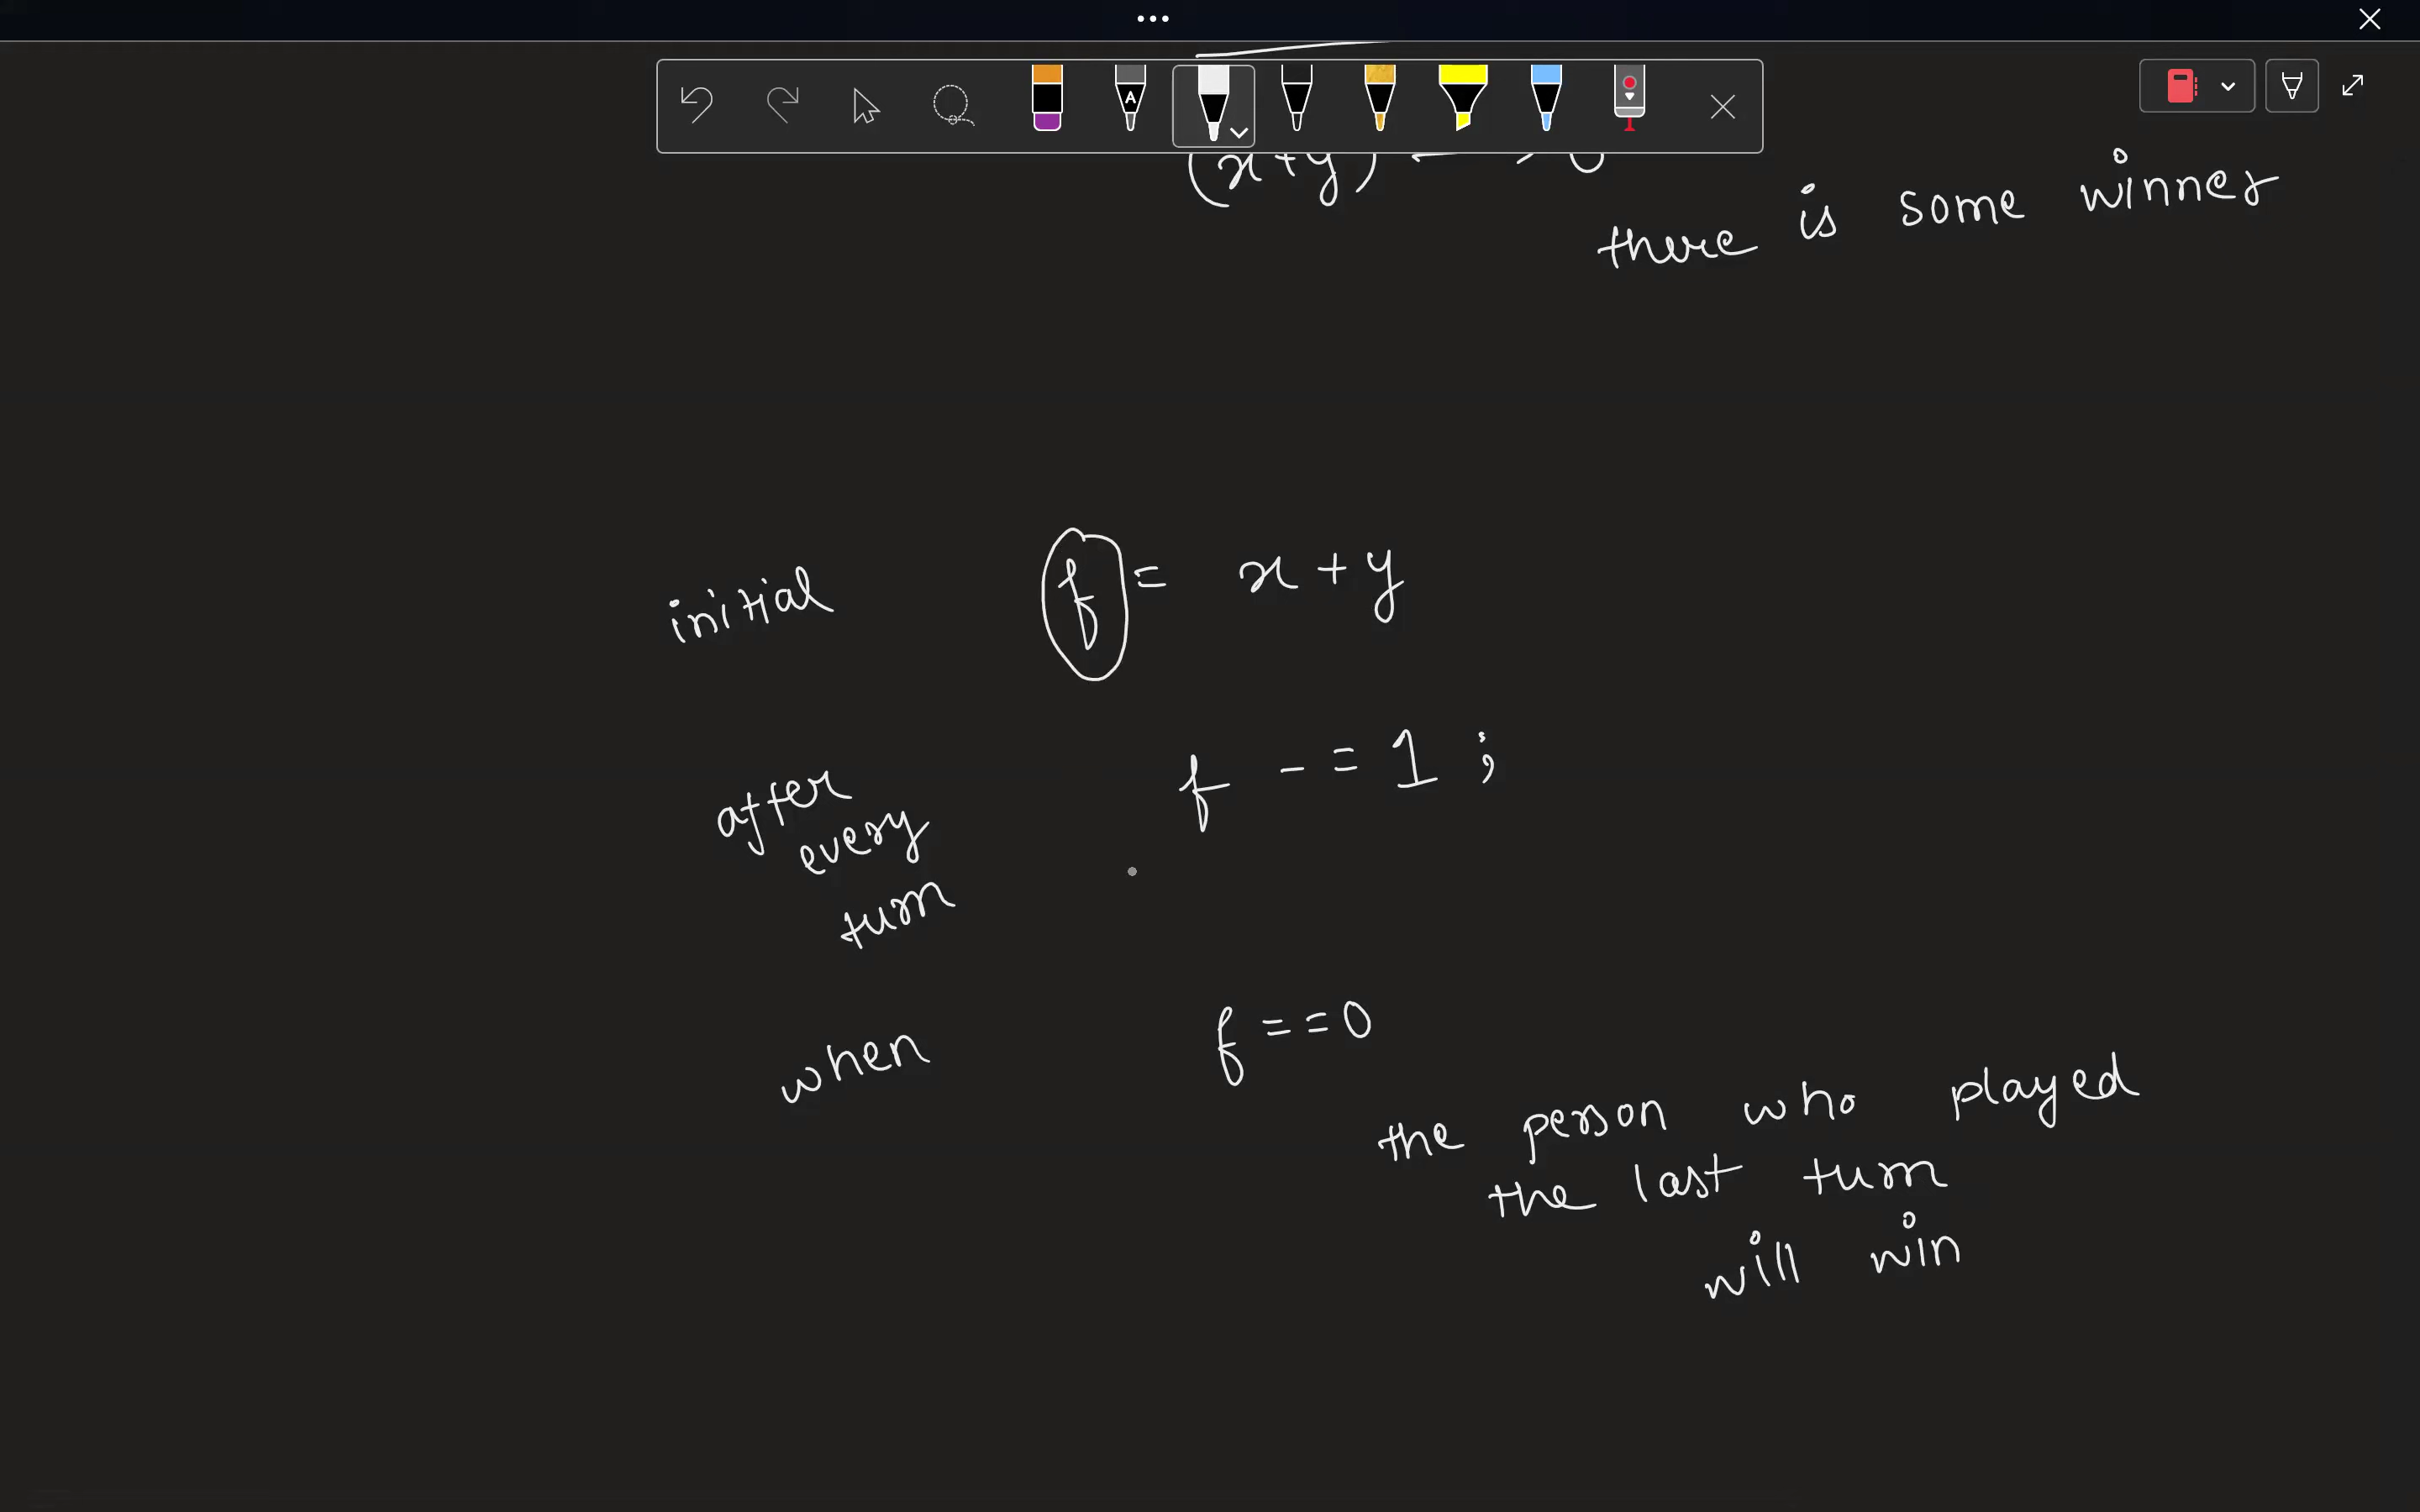 (x+y)
there is some winner
initial f = x+y
after every turn f -= 1 ;
when f ==0
the person who played
the last turn
will win